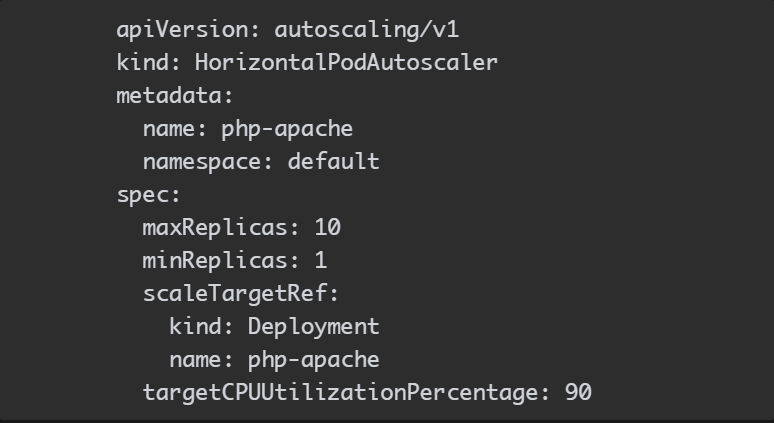 apiVersion: autoscaling/v1
kind: HorizontalPodAutoscaler
metadata:
  name: php-apache
  namespace: default
spec:
  maxReplicas: 10
  minReplicas: 1
  scaleTargetRef:
    kind: Deployment
    name: php-apache
  targetCPUUtilizationPercentage: 90